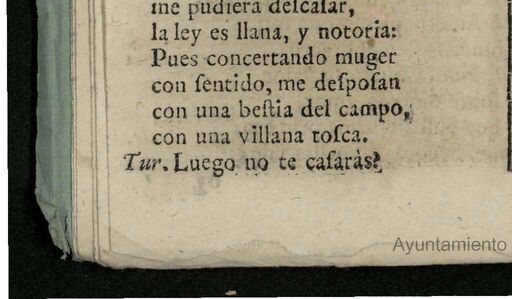 me pudiera descasar,
la ley es llana, y notoria:
Pues concertando muger
con ſentido, me deſpoſan
con una beſtia del campo,
con una villana toſca.
Tur. Luego no te caſaràs?
Ayuntamiento